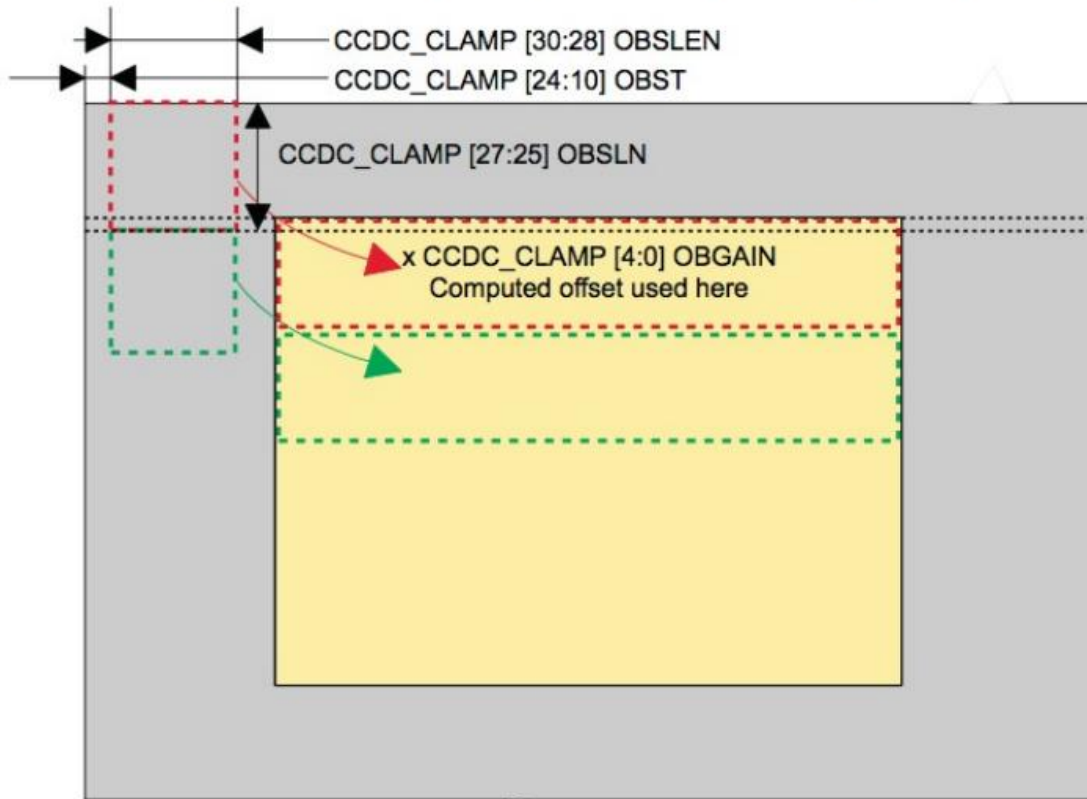 CCDC_CLAMP [30:28] OBSLEN
CCDC_CLAMP [24:10] OBST
CCDC_CLAMP [27:25] OBSLN
x CCDC_CLAMP [4:0] OBGAIN
Computed offset used here